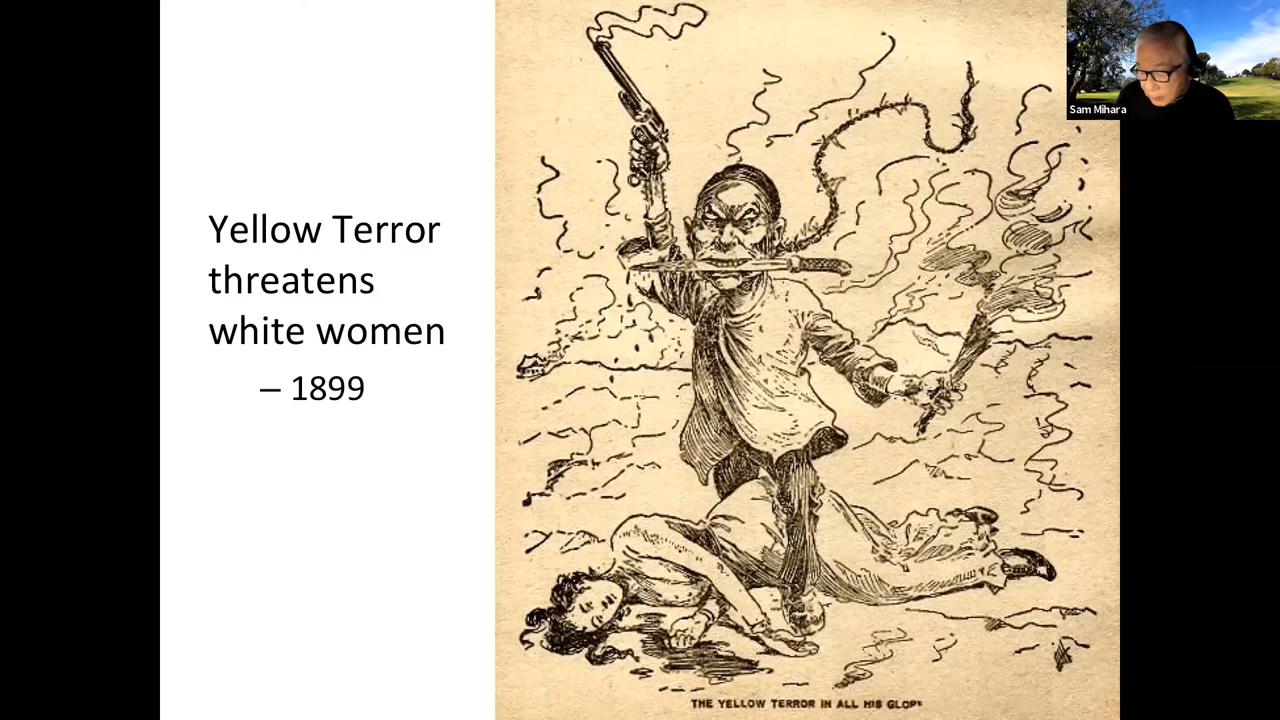 Yellow Terror
threatens
white women
– 1899
Sam Mihara
THE YELLOW TERROR IN ALL HIS GLORY